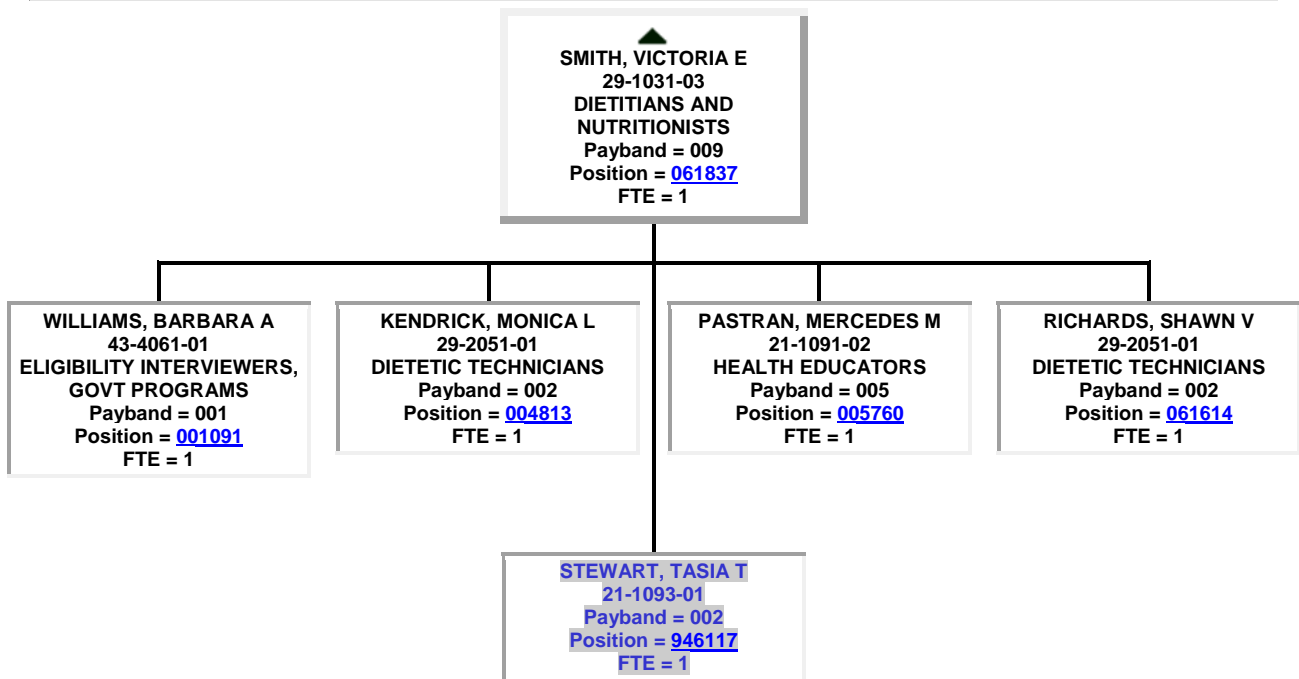 SMITH, VICTORIA E
29-1031-03
DIETITIANS AND
NUTRITIONISTS
Payband = 009
Position = 061837
FTE = 1
WILLIAMS, BARBARA A
43-4061-01
ELIGIBILITY INTERVIEWERS,
GOVT PROGRAMS
Payband = 001
Position = 001091
FTE = 1
KENDRICK, MONICA L
29-2051-01
DIETETIC TECHNICIANS
Payband = 002
Position = 004813
FTE = 1
PASTRAN, MERCEDES M
21-1091-02
HEALTH EDUCATORS
Payband = 005
Position = 005760
FTE = 1
RICHARDS, SHAWN V
29-2051-01
DIETETIC TECHNICIANS
Payband = 002
Position = 061614
FTE = 1
STEWART, TASIA T
21-1093-01
Payband = 002
Position = 946117
FTE = 1